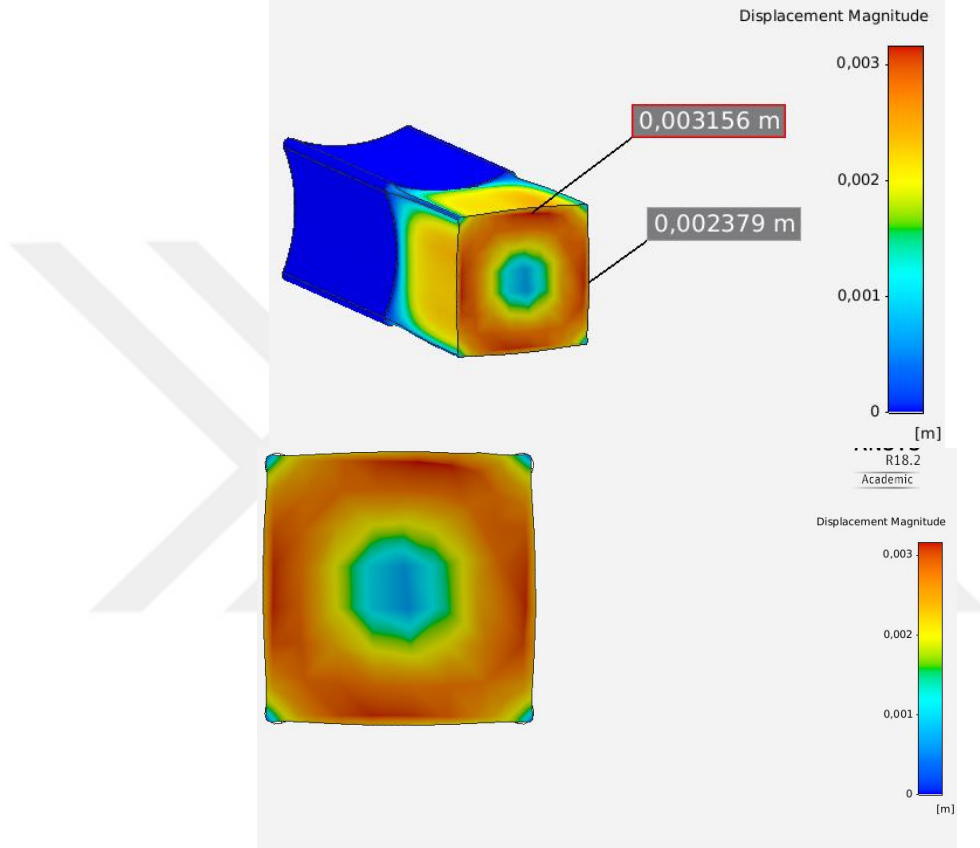 Displacement Magnitude
0,003
0,003156 m
0,002
0,002379 m
0,001
0
[m]
R18.2
Academic
Displacement Magnitude
0,003
0,002
0,001
0
[m]